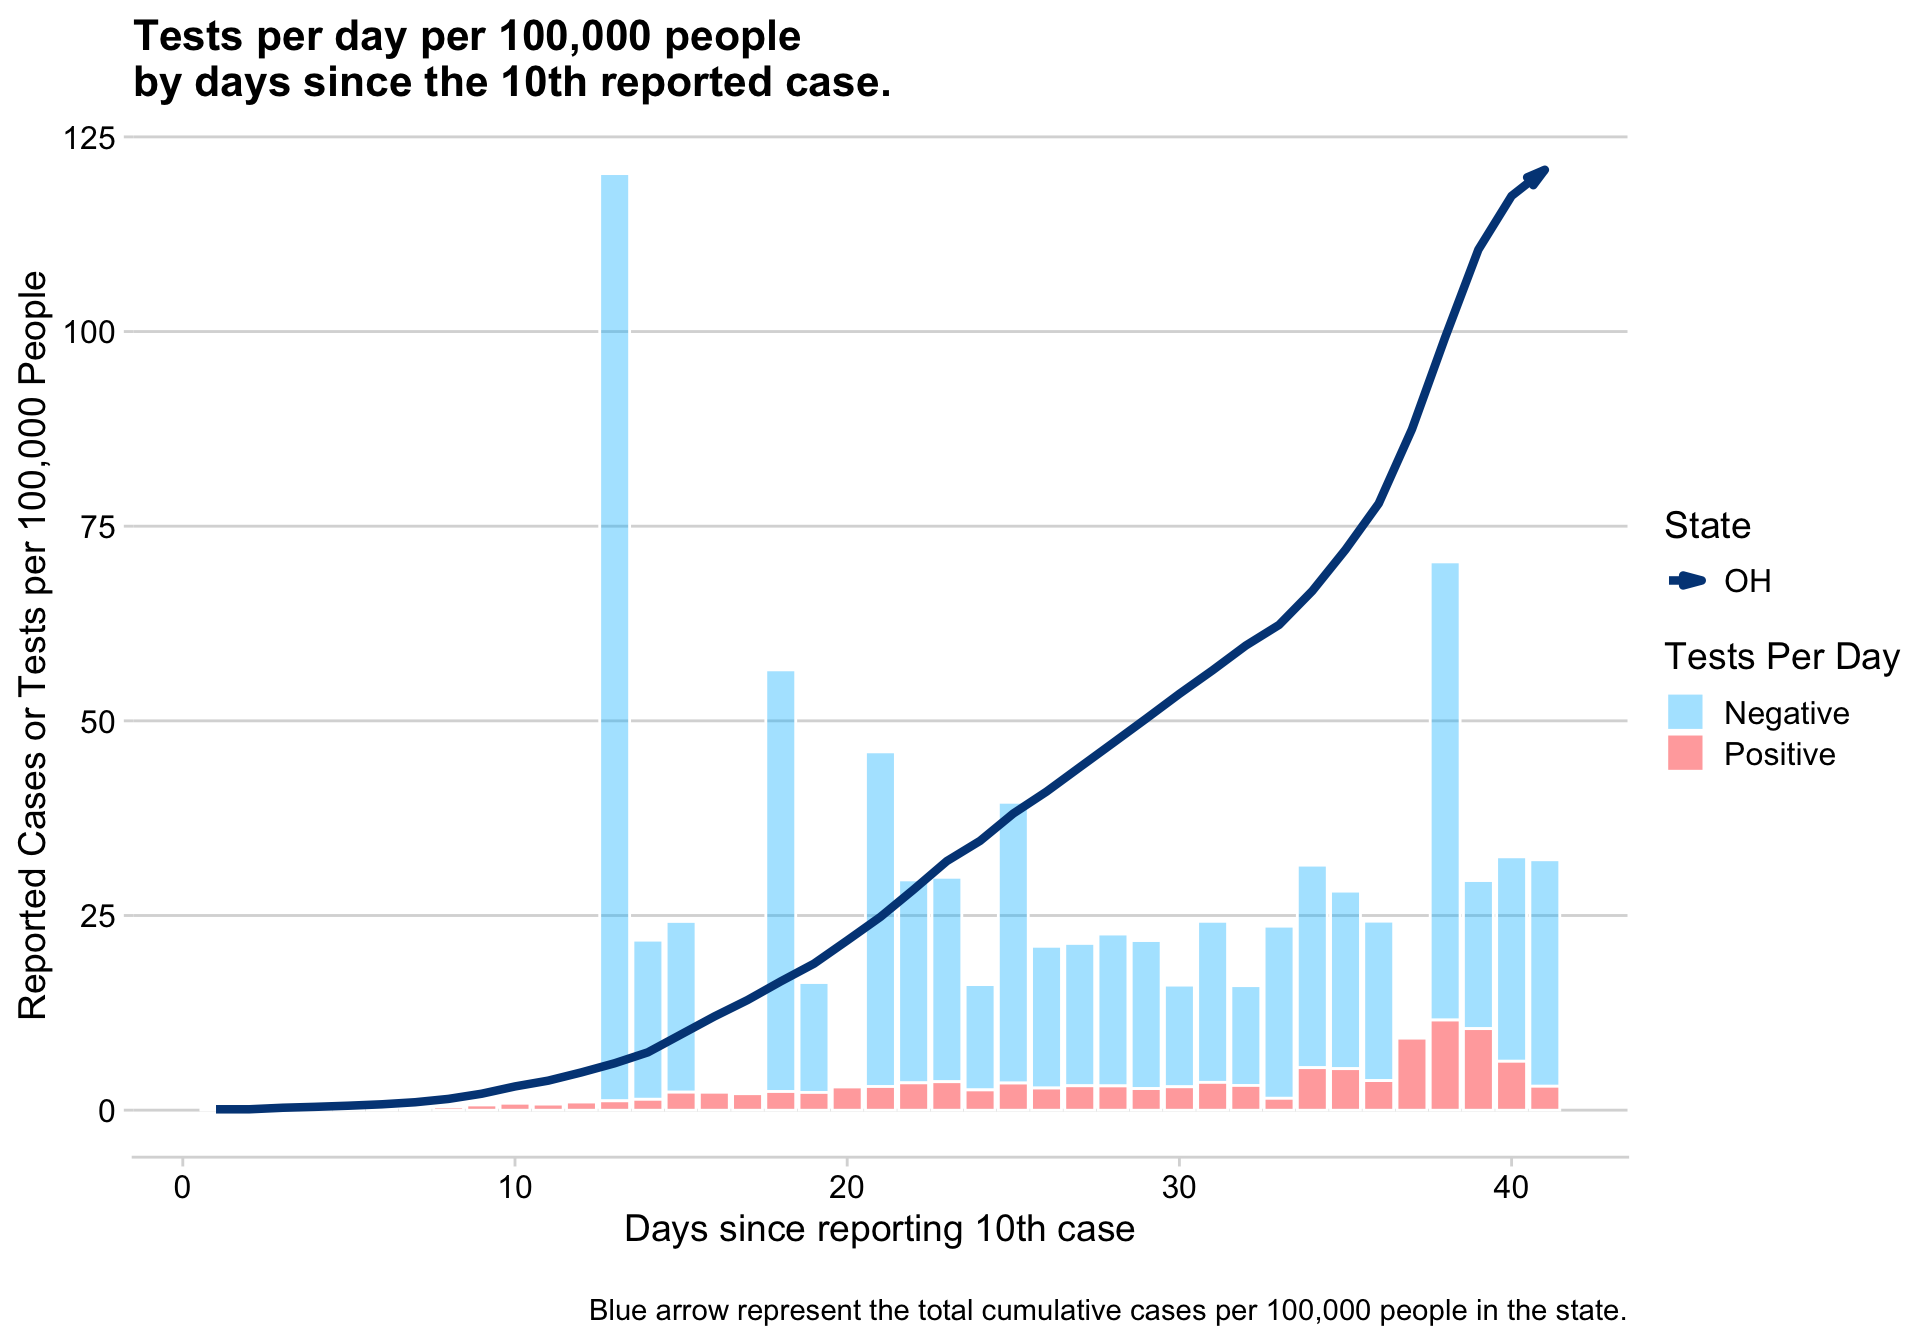 Tests per day per 100,000 people
by days since the 10th reported case.
Reported Cases or Tests per 100,000 People
125
100
75
50
25
0
0
10
20
30
40
Days since reporting 10th case
State
OH
Tests Per Day
Negative
Positive
Blue arrow represent the total cumulative cases per 100,000 people in the state.